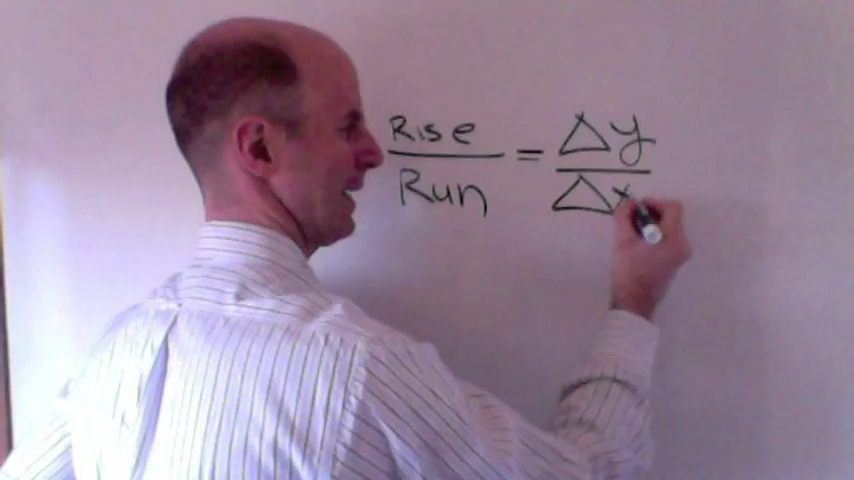 Rise = Δy
Run Δx